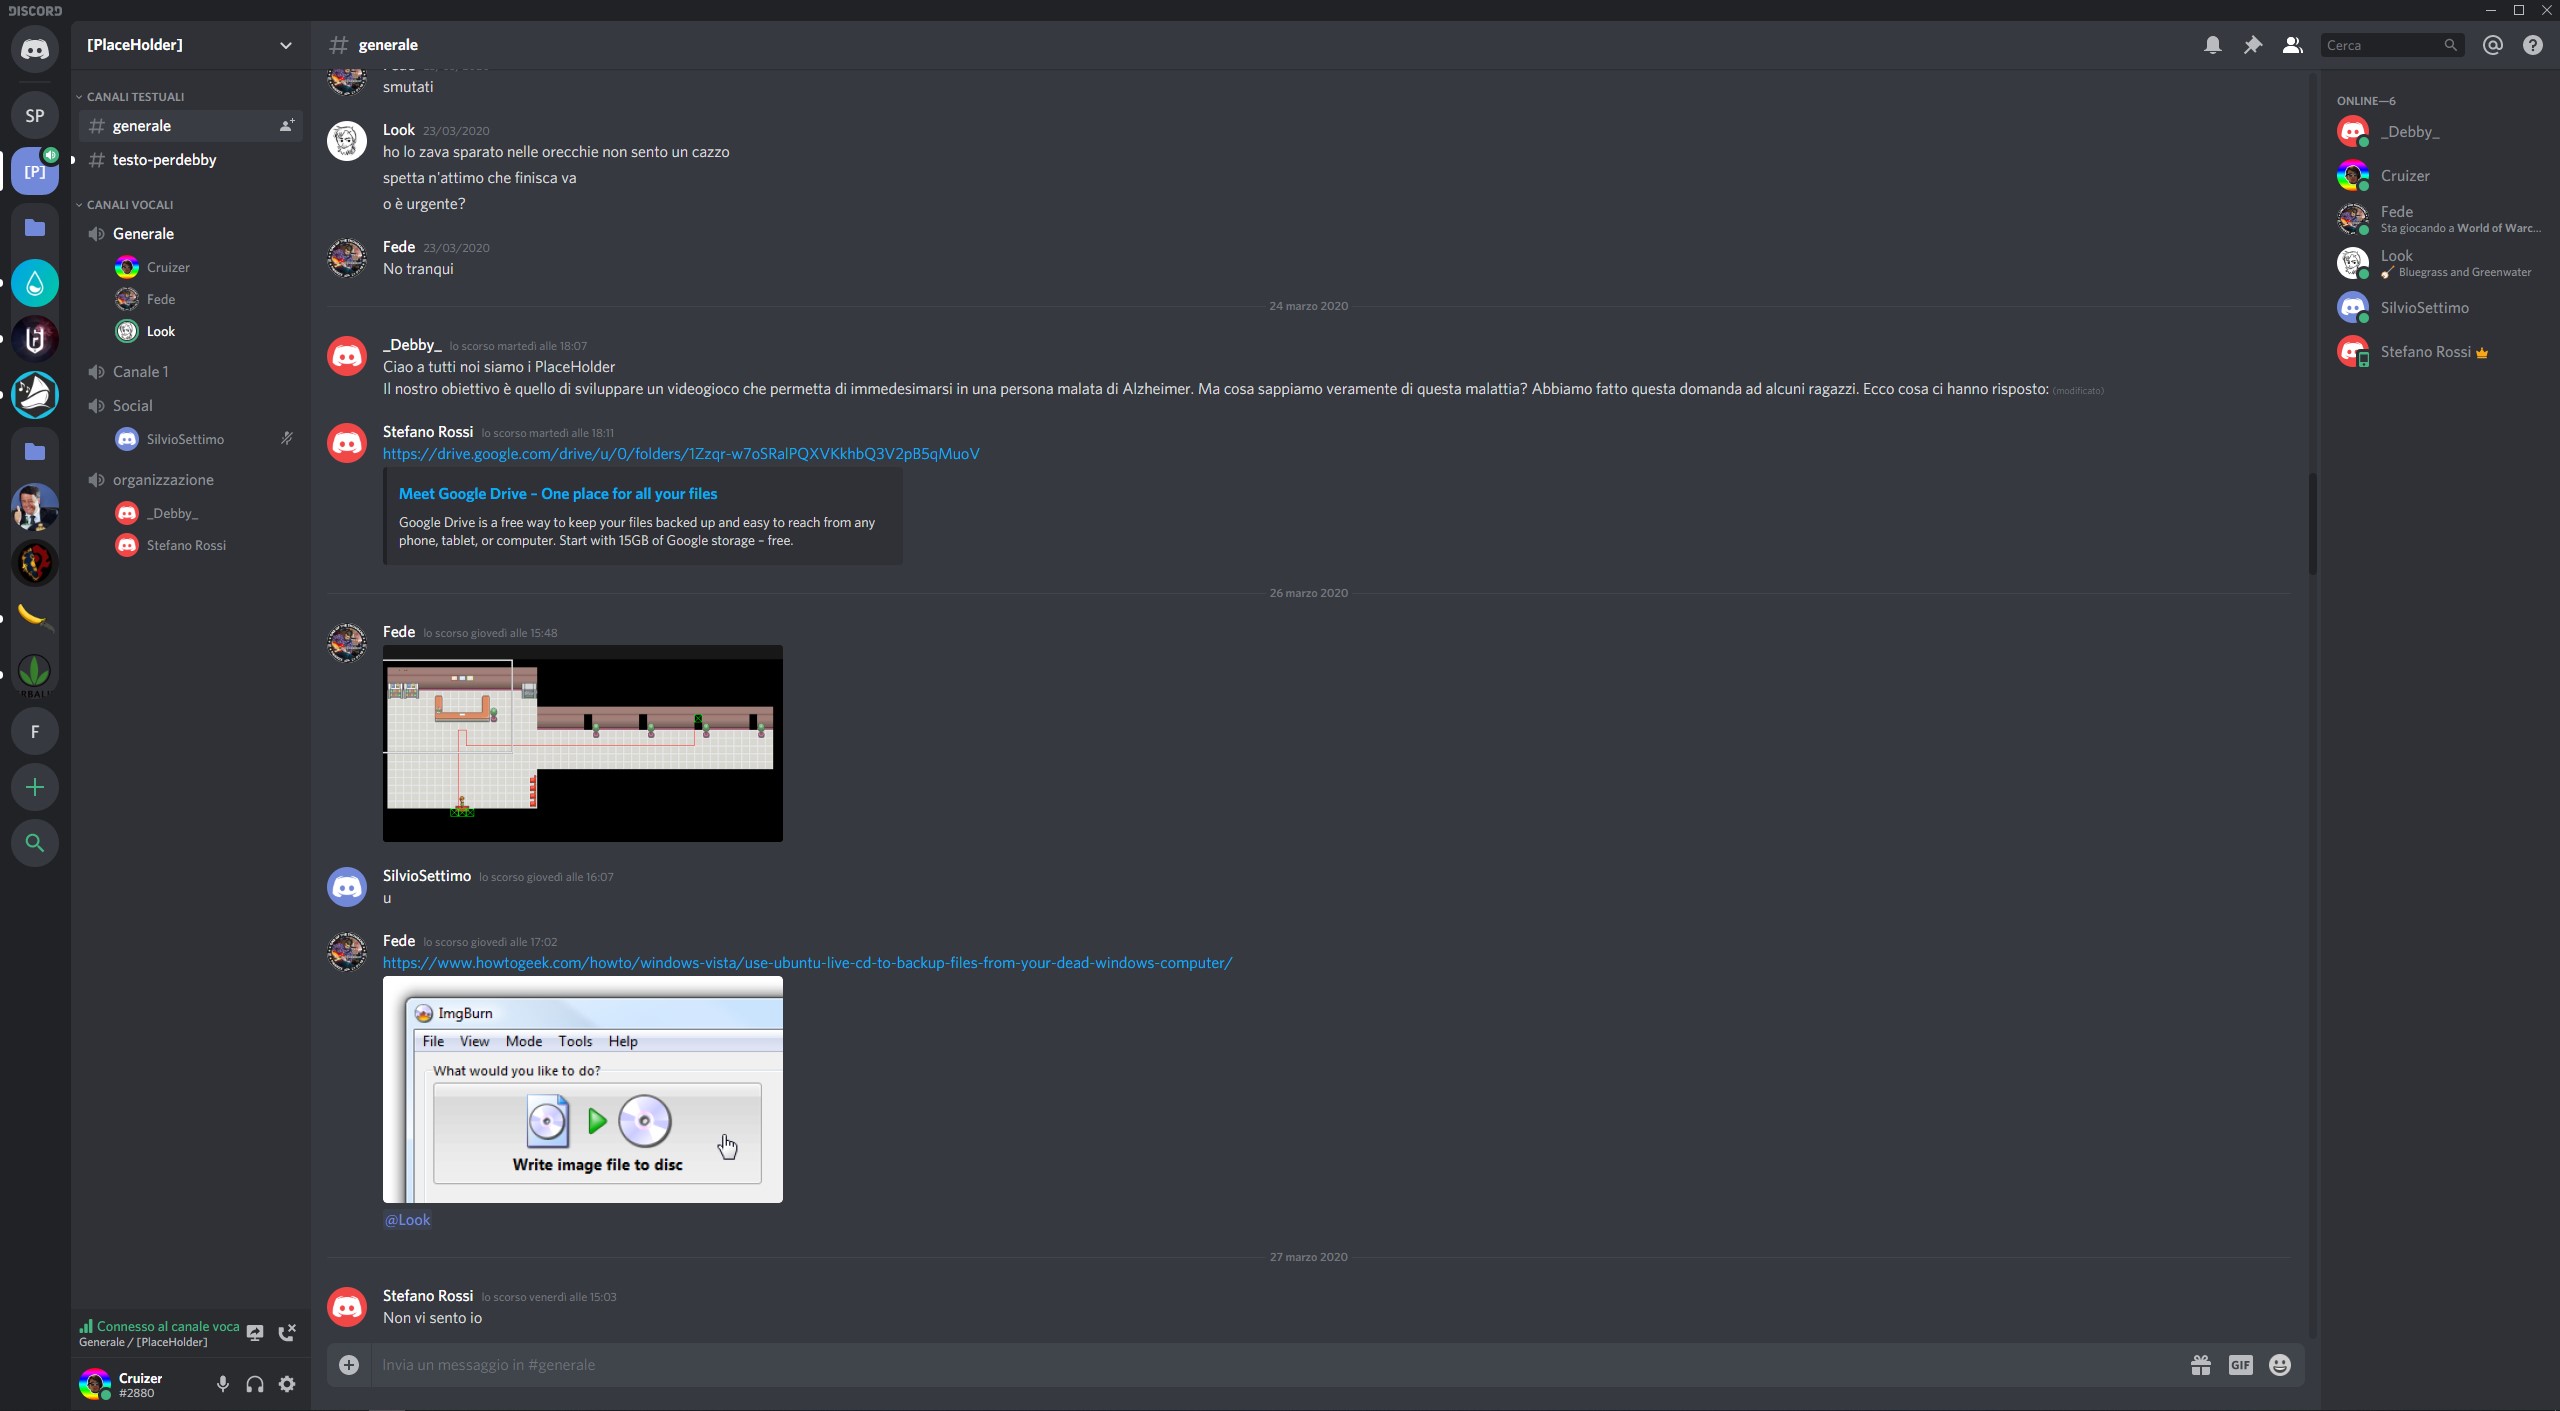 DISCORD
[PlaceHolder]
generale
Cerca
SP
[P]
F
CANALI TESTUALI
generale
testo-perdebby
CANALI VOCALI
Generale
Cruizer
Fede
Look
Canale 1
Social
SilvioSettimo
organizzazione
_Debby_
Stefano Rossi
Connesso al canale voca
Generale / [PlaceHolder]
Cruizer
#2880
smutati
Look 23/03/2020
ho lo zava sparato nelle orecchie non sento un cazzo
spetta n'attimo che finisca va
o è urgente?
Fede 23/03/2020
No tranqui
24 marzo 2020
_Debby_ lo scorso martedì alle 18:07
Ciao a tutti noi siamo i PlaceHolder
Il nostro obiettivo è quello di sviluppare un videogioco che permetta di immedesimarsi in una persona malata di Alzheimer. Ma cosa sappiamo veramente di questa malattia? Abbiamo fatto questa domanda ad alcuni ragazzi. Ecco cosa ci hanno risposto: (modificato)
Stefano Rossi lo scorso martedì alle 18:11
https://drive.google.com/drive/u/0/folders/1Zzqr-w7oSRalPQXVKkhbQ3V2pB5qMuoV
Meet Google Drive – One place for all your files
Google Drive is a free way to keep your files backed up and easy to reach from any
phone, tablet, or computer. Start with 15GB of Google storage – free.
26 marzo 2020
Fede lo scorso giovedì alle 15:48
SilvioSettimo lo scorso giovedì alle 16:07
u
Fede lo scorso giovedì alle 17:02
https://www.howtogeek.com/howto/windows-vista/use-ubuntu-live-cd-to-backup-files-from-your-dead-windows-computer/
ImgBurn
File View Mode Tools Help
What would you like to do?
Write image file to disc
@Look
27 marzo 2020
Stefano Rossi lo scorso venerdì alle 15:03
Non vi sento io
Invia un messaggio in #generale
GIF
ONLINE—6
_Debby_
Cruizer
Fede
Sta giocando a World of Warc...
Look
Bluegrass and Greenwater
SilvioSettimo
Stefano Rossi